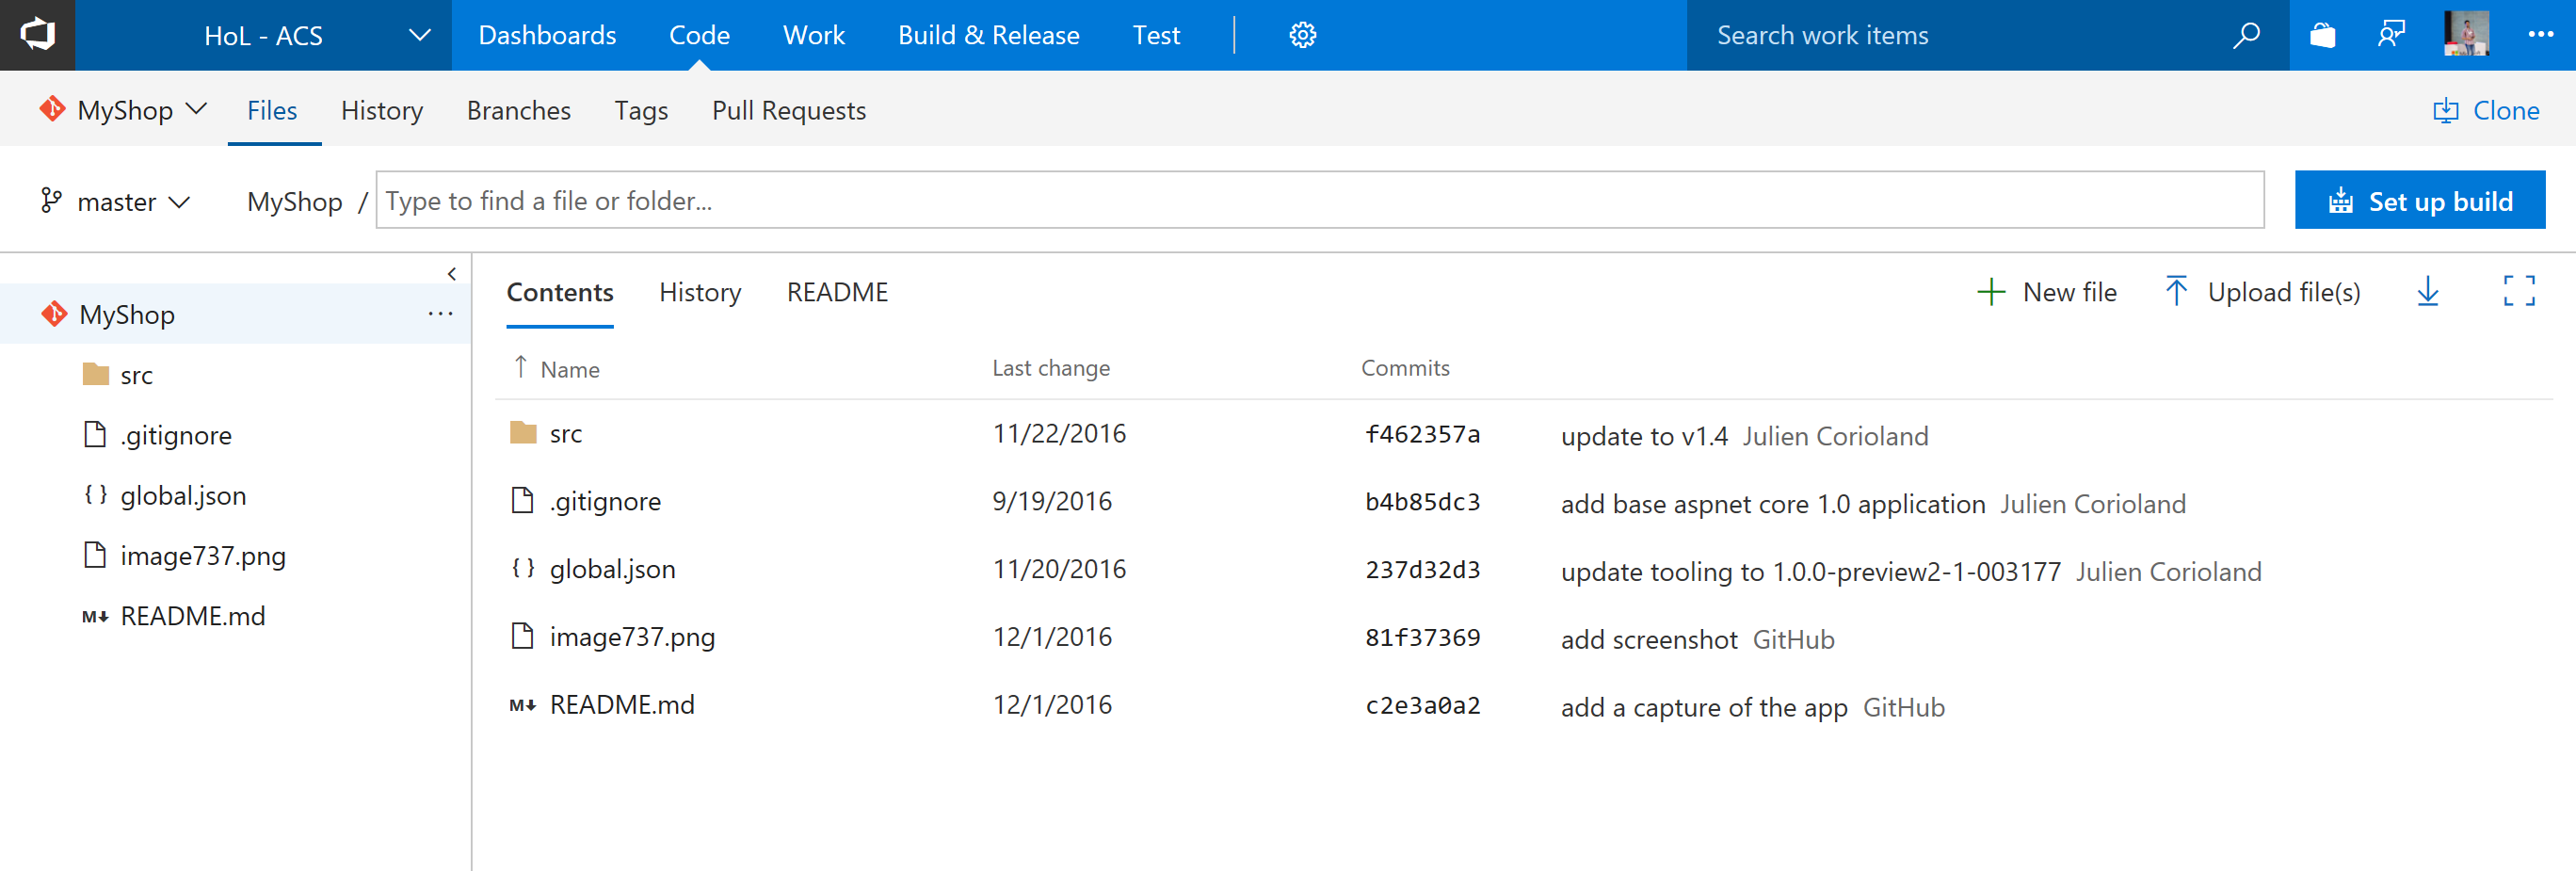 HoL - ACS Dashboards Code Work Build & Release Test Search work items
MyShop Files History Branches Tags Pull Requests Clone
master MyShop / Type to find a file or folder... Set up build
MyShop
src
.gitignore
{ } global.json
image737.png
M↓ README.md
Contents History README New file Upload file(s)
↑ Name Last change Commits
src 11/22/2016 f462357a update to v1.4 Julien Corioland
.gitignore 9/19/2016 b4b85dc3 add base aspnet core 1.0 application Julien Corioland
{ } global.json 11/20/2016 237d32d3 update tooling to 1.0.0-preview2-1-003177 Julien Corioland
image737.png 12/1/2016 81f37369 add screenshot GitHub
M↓ README.md 12/1/2016 c2e3a0a2 add a capture of the app GitHub